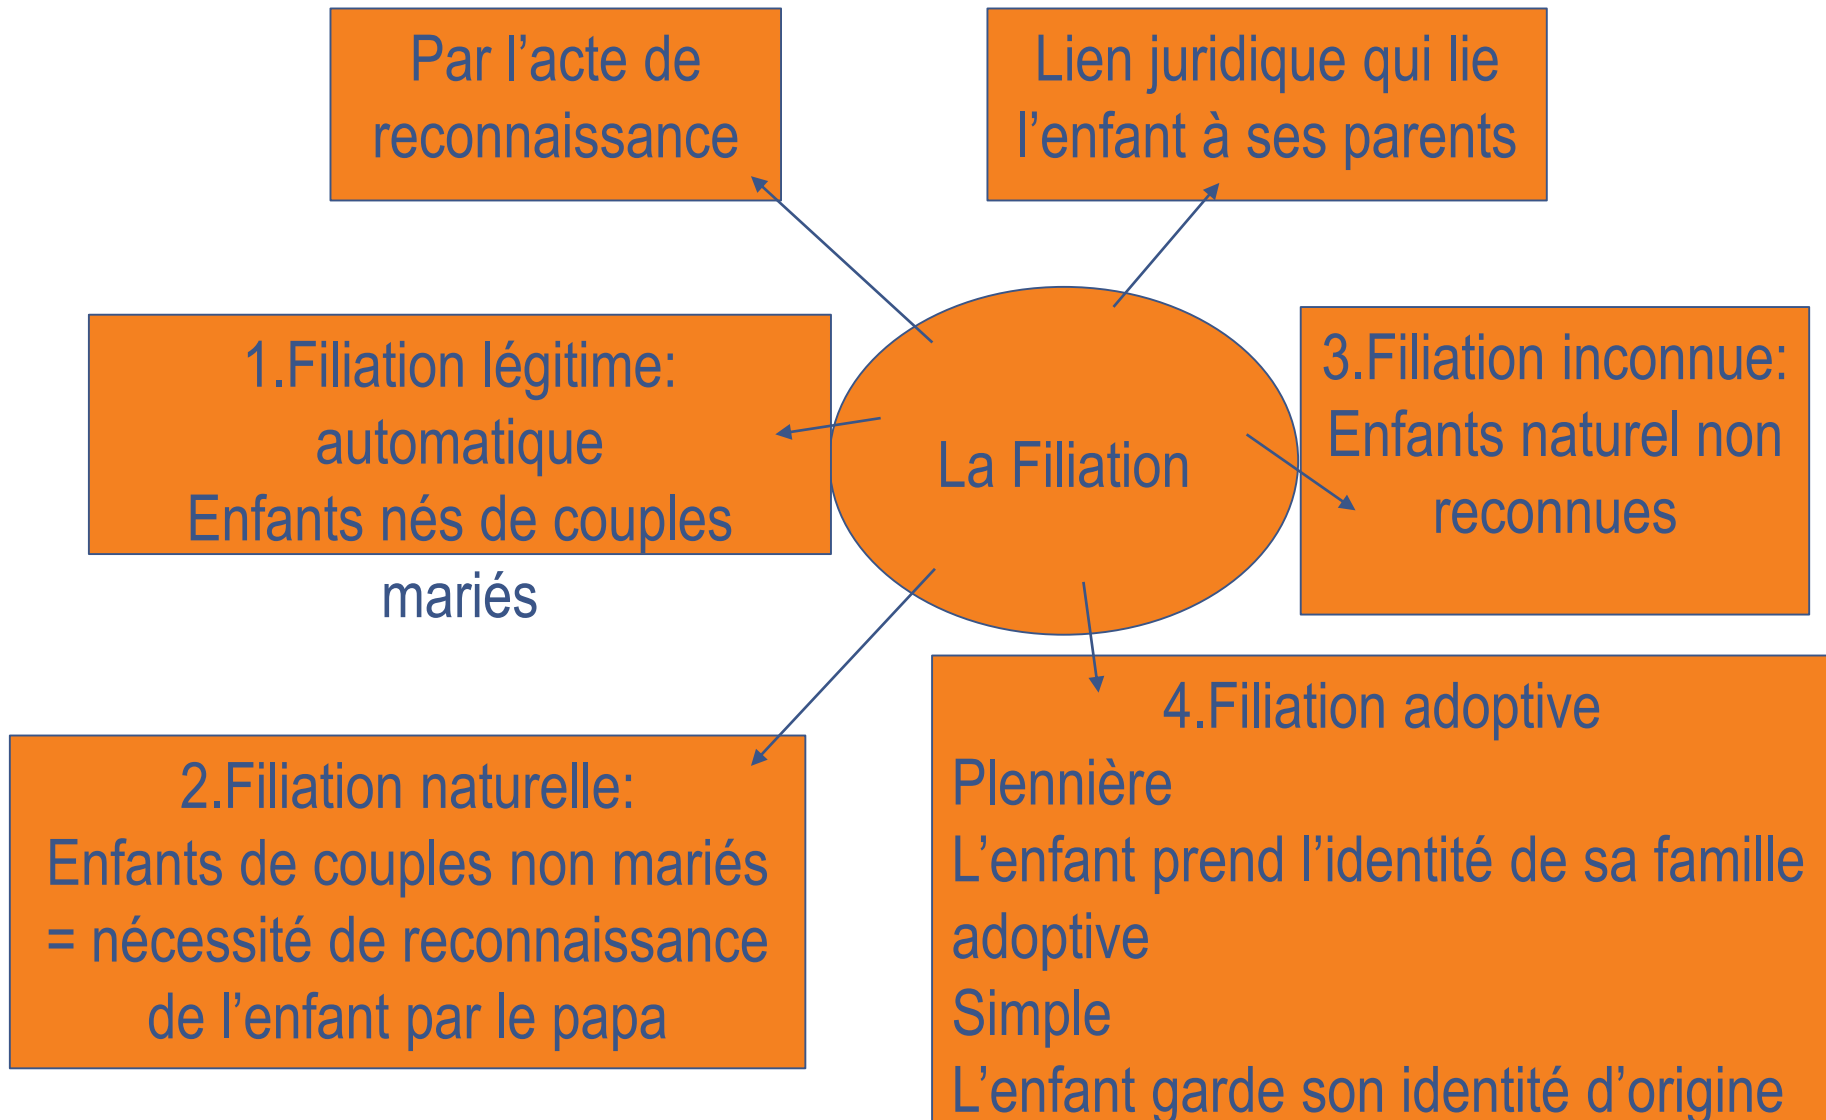 Par l’acte de
reconnaissance
Lien juridique qui lie
l’enfant à ses parents
1.Filiation légitime:
automatique
Enfants nés de couples
mariés
La Filiation
3.Filiation inconnue:
Enfants naturel non
reconnues
2.Filiation naturelle:
Enfants de couples non mariés
= nécessité de reconnaissance
de l’enfant par le papa
4.Filiation adoptive
Plennière
L’enfant prend l’identité de sa famille
adoptive
Simple
L’enfant garde son identité d’origine